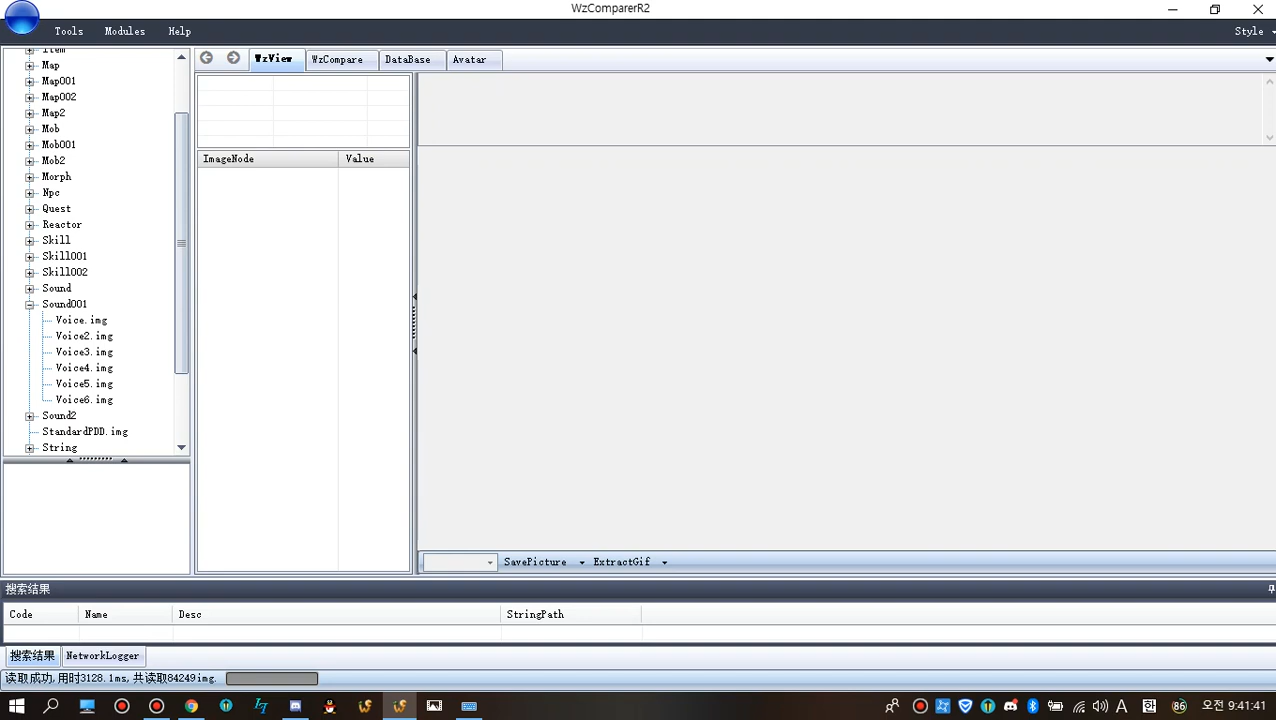 WzComparerR2
Tools Modules Help Style
Item
Map
Map001
Map002
Map2
Mob
Mob001
Mob2
Morph
Npc
Quest
Reactor
Skill
Skill001
Skill002
Sound
Sound001
Voice.img
Voice2.img
Voice3.img
Voice4.img
Voice5.img
Voice6.img
Sound2
StandardPDD.img
String
WzView WzCompare DataBase Avatar
ImageNode Value
SavePicture ExtractGif
搜索结果
Code Name Desc StringPath
搜索结果 NetworkLogger
读取成功,用时3128.1ms,共读取84249img.
A 한 오전 9:41:41